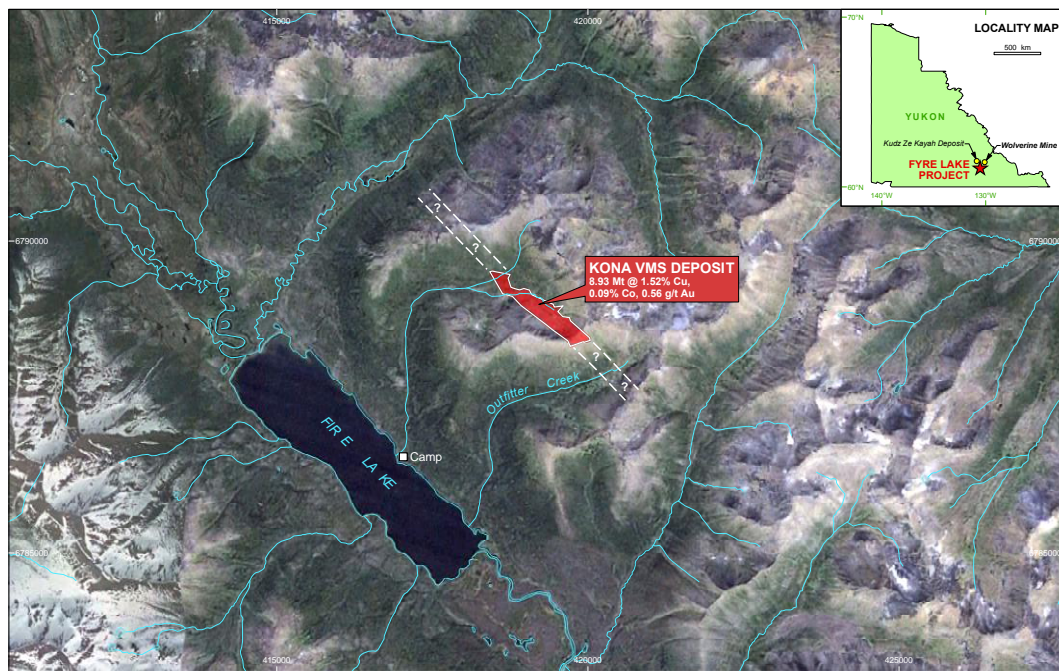 415000
420000
70°N
LOCALITY MAP
500 km
YUKON
Kudz Ze Kayah Deposit
Wolverine Mine
FYRE LAKE
PROJECT
60°N
140°W
130°W
6790000
6790000
?
?
KONA VMS DEPOSIT
8.93 Mt @ 1.52% Cu,
0.09% Co, 0.56 g/t Au
?
?
Outfitter Creek
FIR E LA KE
Camp
6785000
6785000
415000
420000
425000